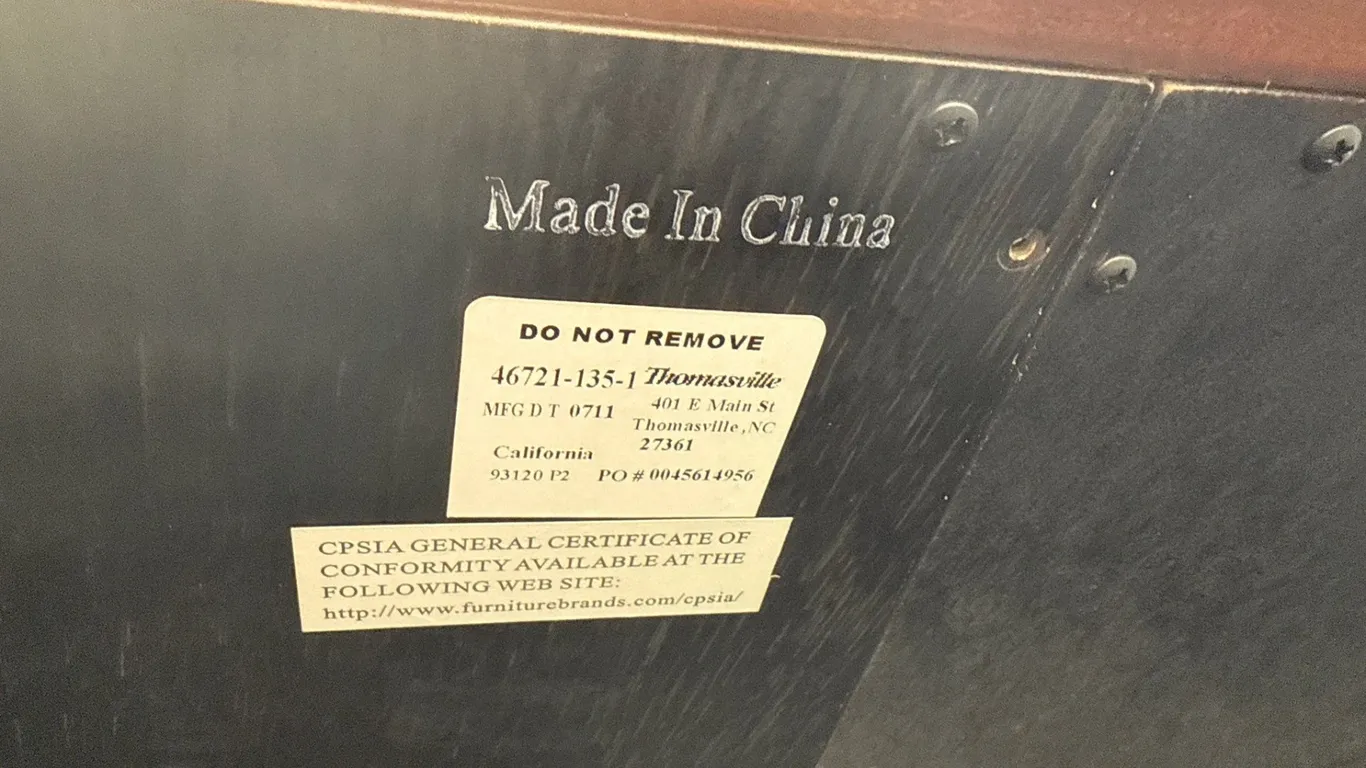 Made In China
DO NOT REMOVE
46721-135-1 Thomasville
MFG D T 0711 401 E Main St
Thomasville,NC
27361
California
93120 P2 PO # 0045614956
CPSIA GENERAL CERTIFICATE OF
CONFORMITY AVAILABLE AT THE
FOLLOWING WEB SITE:
http://www.furniturebrands.com/cpsia/